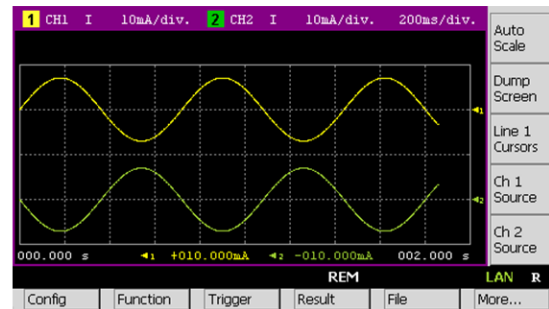 1 CH1 I 10mA/div. 2 CH2 I 10mA/div. 200ms/div.
Auto
Scale
Dump
Screen
Line 1
Cursors
Ch 1
Source
Ch 2
Source
1
2
000.000 s 1 +010.000mA 2 -010.000mA 002.000 s
REM LAN R
Config Function Trigger Result File More...